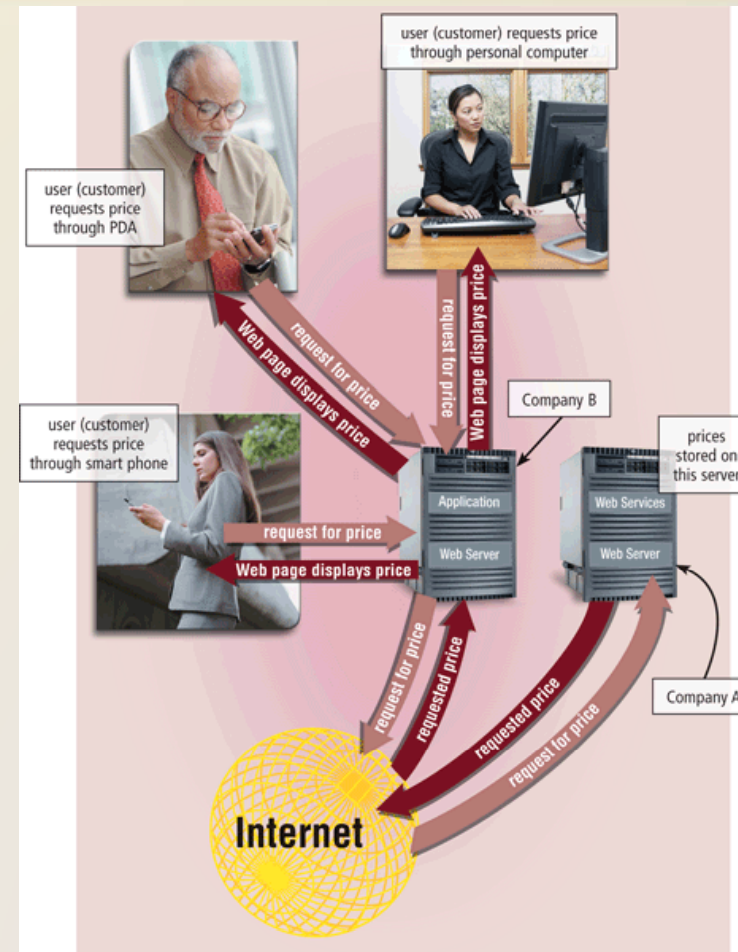 user (customer) requests price
through personal computer
user (customer)
requests price
through PDA
request for price
Web page displays price
request for price
Web page displays price
Company B
user (customer)
requests price
through smart phone
prices
stored on
this server
Application
Web Server
Web Services
Web Server
request for price
Web page displays price
request for price
requested price
requested price
request for price
Company A
Internet